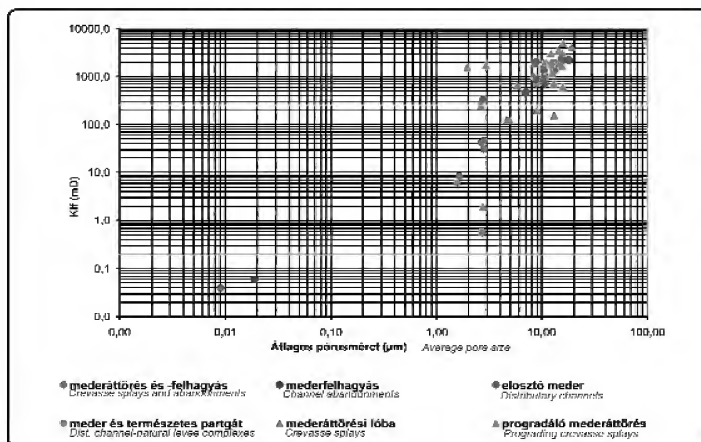 10000,0
1000,0
100,0
10,0
1,0
0,1
0,0
Klf (mD)
0,00 0,01 0,10 1,00 10,00 100,00
Átlagos pórusméret (µm) Average pore size
mederáttörés és -felhagyás
Crevasse splays and abandonments
mederfelhagyás
Channel abandonments
elosztó meder
Distributary channels
meder és természetes partgát
Dist. channel-natural levee complexes
mederáttörési lóba
Crevasse splays
progradáló mederáttörés
Prograding crevasse splays